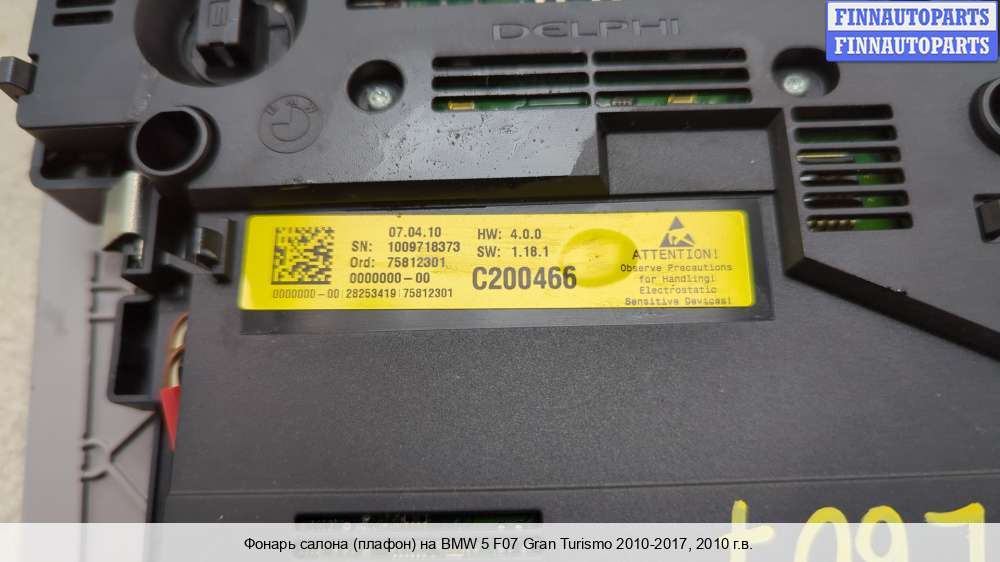 FINNAUTOPARTS
FINNAUTOPARTS
DELPHI
07.04.10
HW: 4.0.0
SN: 1009718373
SW: 1.18.1
Ord: 75812301
0000000-00
C200466
0000000-00 28253419 75812301
ATTENTION!
Observe Precautions
for Handling!
Electrostatic
Sensitive Devices!
Фонарь салона (плафон) на BMW 5 F07 Gran Turismo 2010-2017, 2010 г.в.